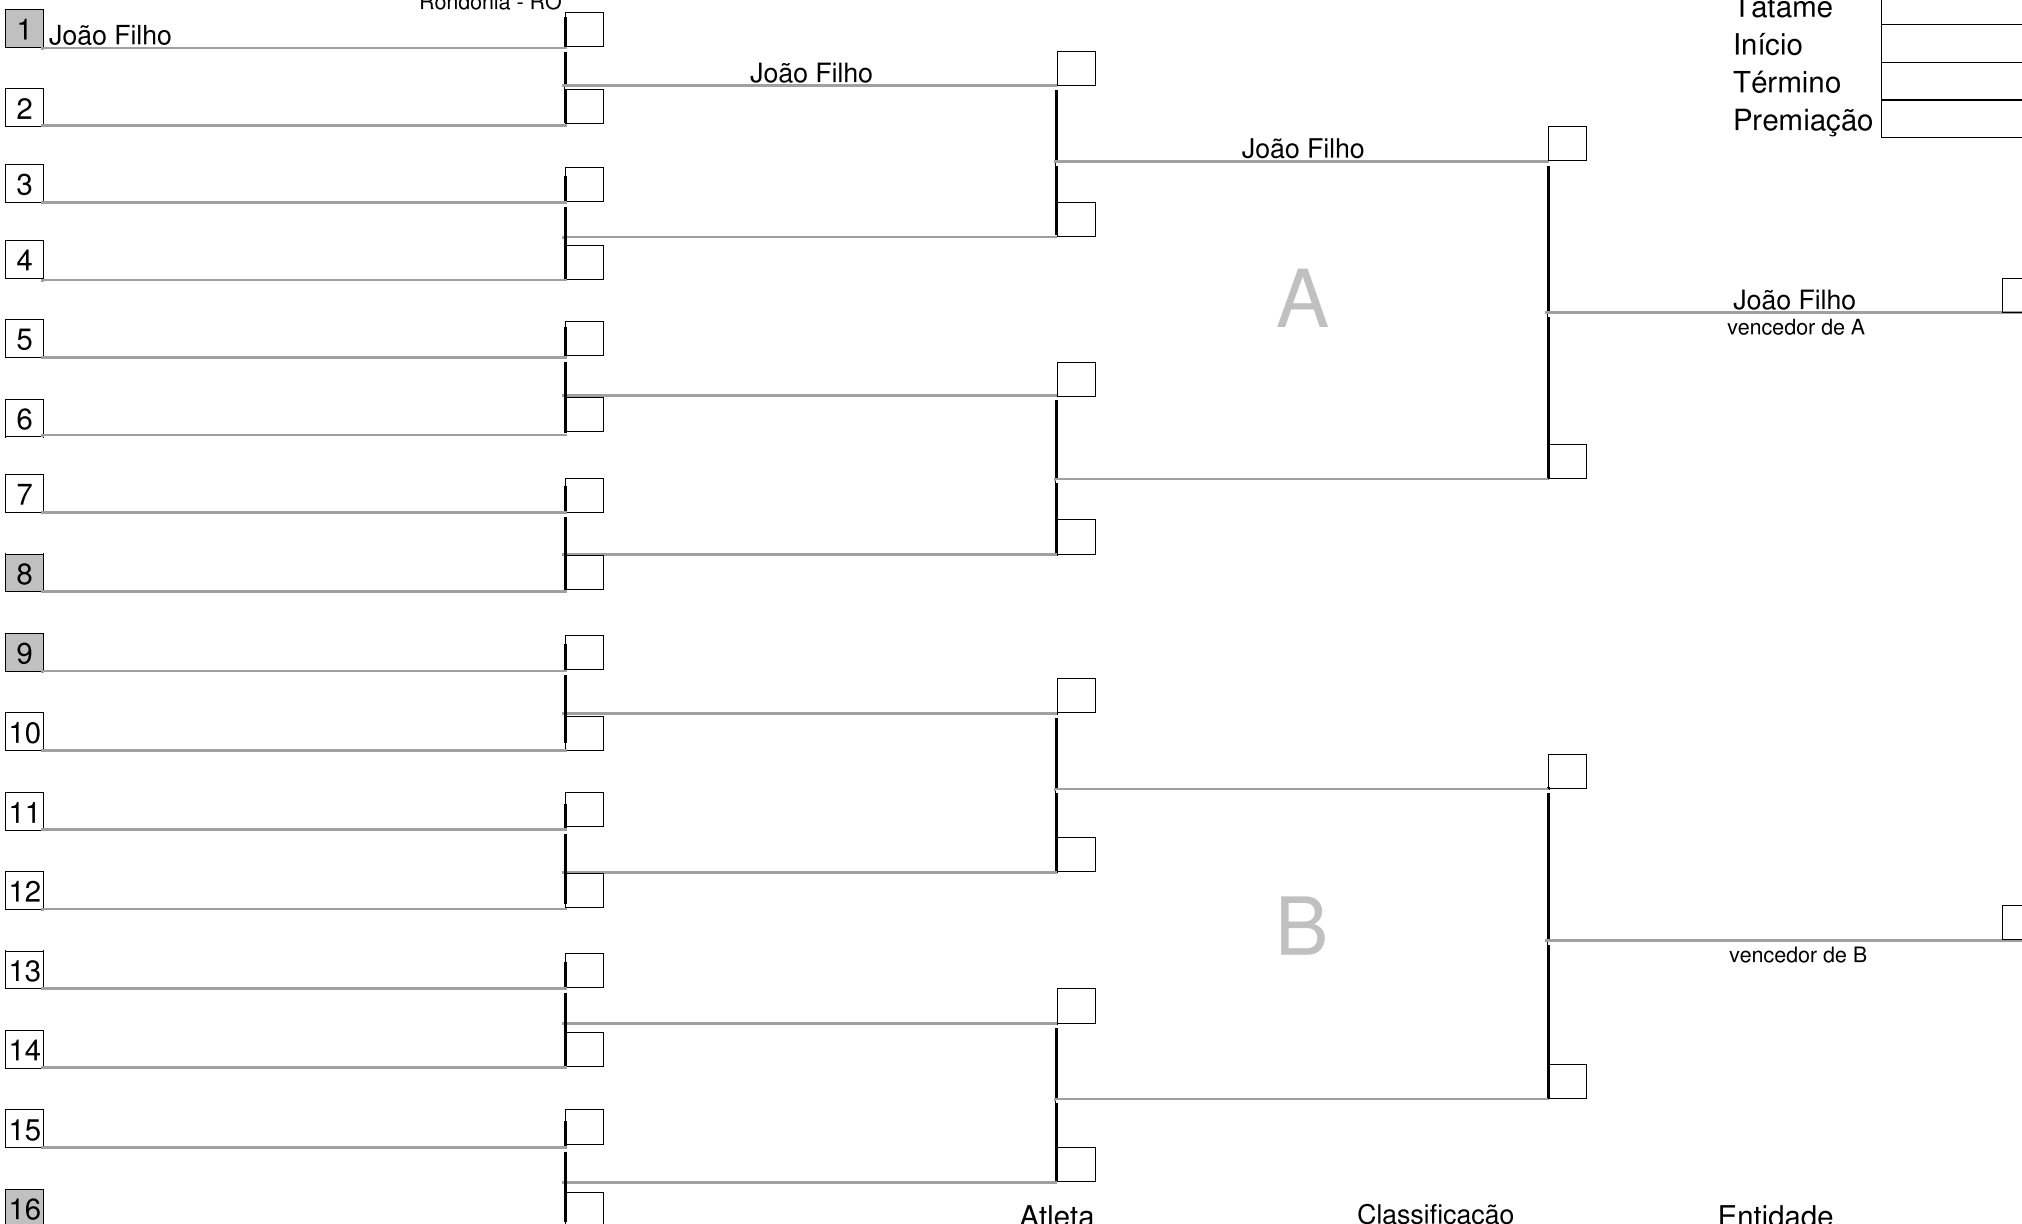 Rondônia - RO
1 João Filho
João Filho
2
3
4
5
6
7
8
9
10
11
12
13
14
15
16
João Filho
A
João Filho
vencedor de A
B
vencedor de B
Tatame
Início
Término
Premiação
Atleta Classificação Entidade